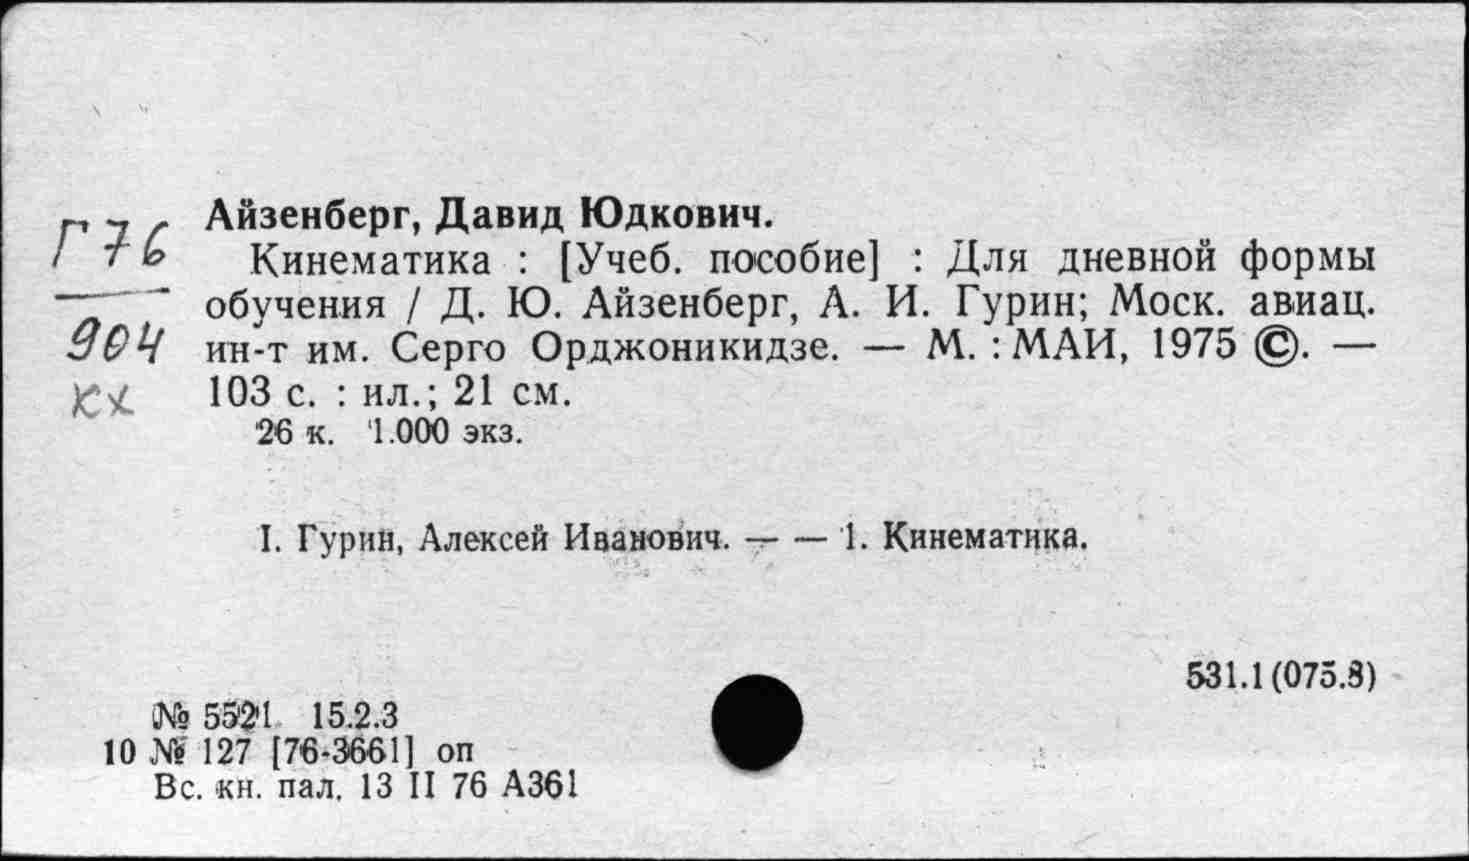 Г76
904
кх
Айзенберг, Давид Юдкович.
Кинематика : [Учеб. пособие] : Для дневной формы
обучения / Д. Ю. Айзенберг, А. И. Гурин; Моск. авиац.
ин-т им. Серго Орджоникидзе. — М. : МАИ, 1975 ©. —
103 с. : ил.; 21 см.
26 к. 1.000 экз.
I. Гурин, Алексей Иванович. — — 1. Кинематика.
531.1 (075.8)
№ 5521 15.2.3
10 № 127 [76-3661] оп
Вс. кн. пал. 13 II 76 А361